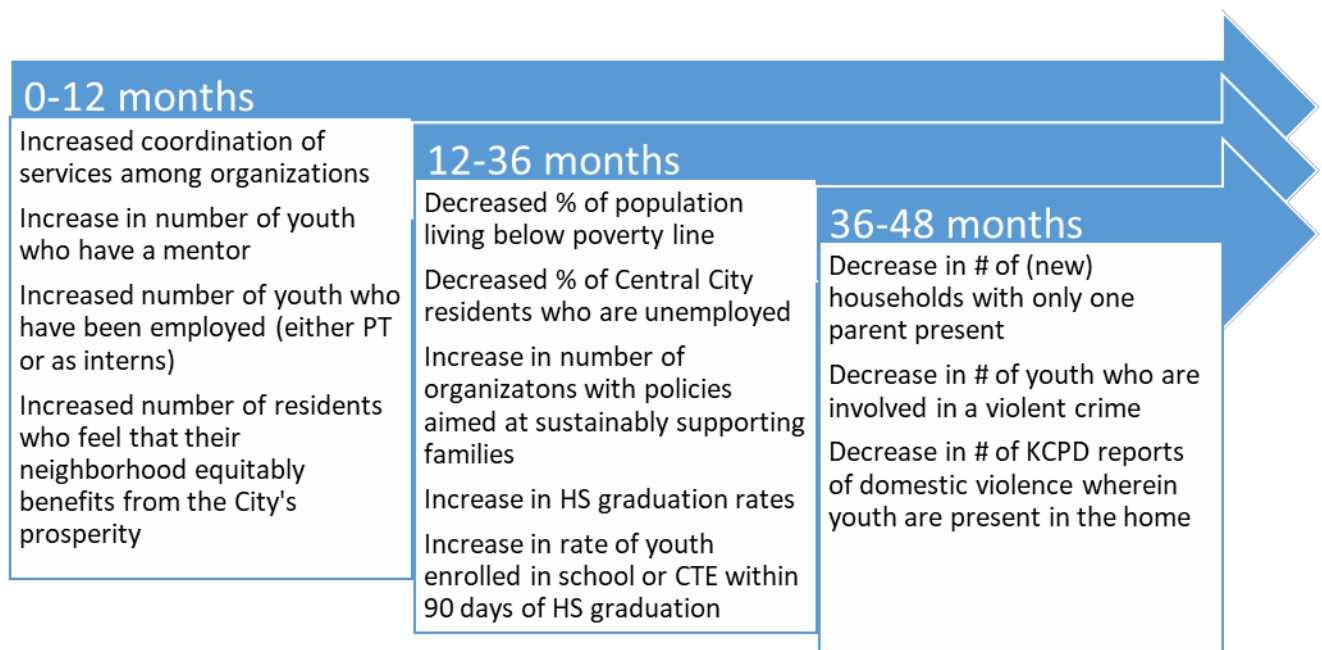 0-12 months
Increased coordination of
services among organizations
Increase in number of youth
who have a mentor
Increased number of youth who
have been employed (either PT
or as interns)
Increased number of residents
who feel that their
neighborhood equitably
benefits from the City's
prosperity
12-36 months
Decreased % of population
living below poverty line
Decreased % of Central City
residents who are unemployed
Increase in number of
organizatons with policies
aimed at sustainably supporting
families
Increase in HS graduation rates
Increase in rate of youth
enrolled in school or CTE within
90 days of HS graduation
36-48 months
Decrease in # of (new)
households with only one
parent present
Decrease in # of youth who are
involved in a violent crime
Decrease in # of KCPD reports
of domestic violence wherein
youth are present in the home